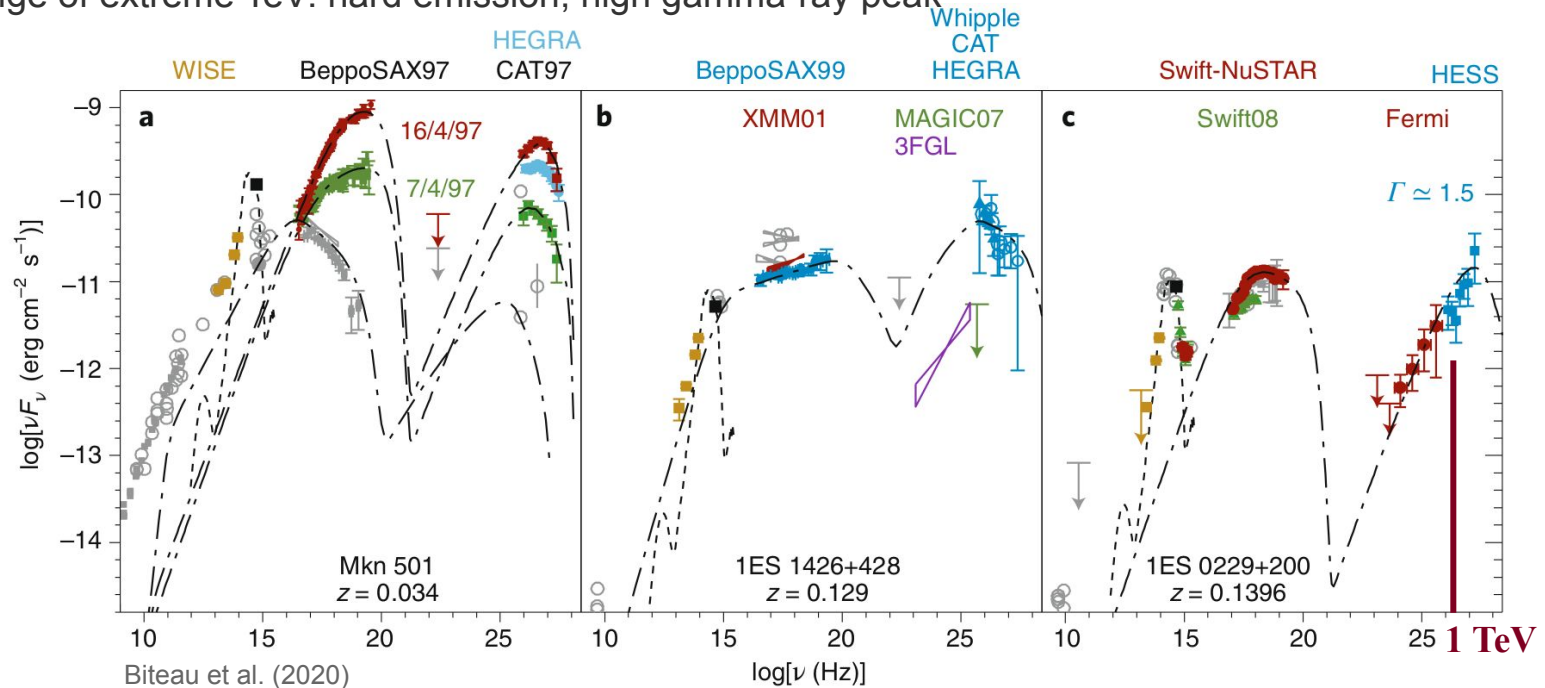 nge of extreme TeV: hard emission, high gamma ray peak
WISE
BeppoSAX97
HEGRA
CAT97
BeppoSAX99
Whipple
CAT
HEGRA
Swift-NuSTAR
HESS
a
16/4/97
7/4/97
b
XMM01
MAGIC07
3FGL
c
Swift08
Fermi
Γ ≃ 1.5
−9
−10
−11
−12
−13
−14
log[νFν (erg cm−2 s−1)]
Mkn 501
z = 0.034
1ES 1426+428
z = 0.129
1ES 0229+200
z = 0.1396
10 15 20 25
10 15 20 25
10 15 20 25
1 TeV
log[ν (Hz)]
Biteau et al. (2020)